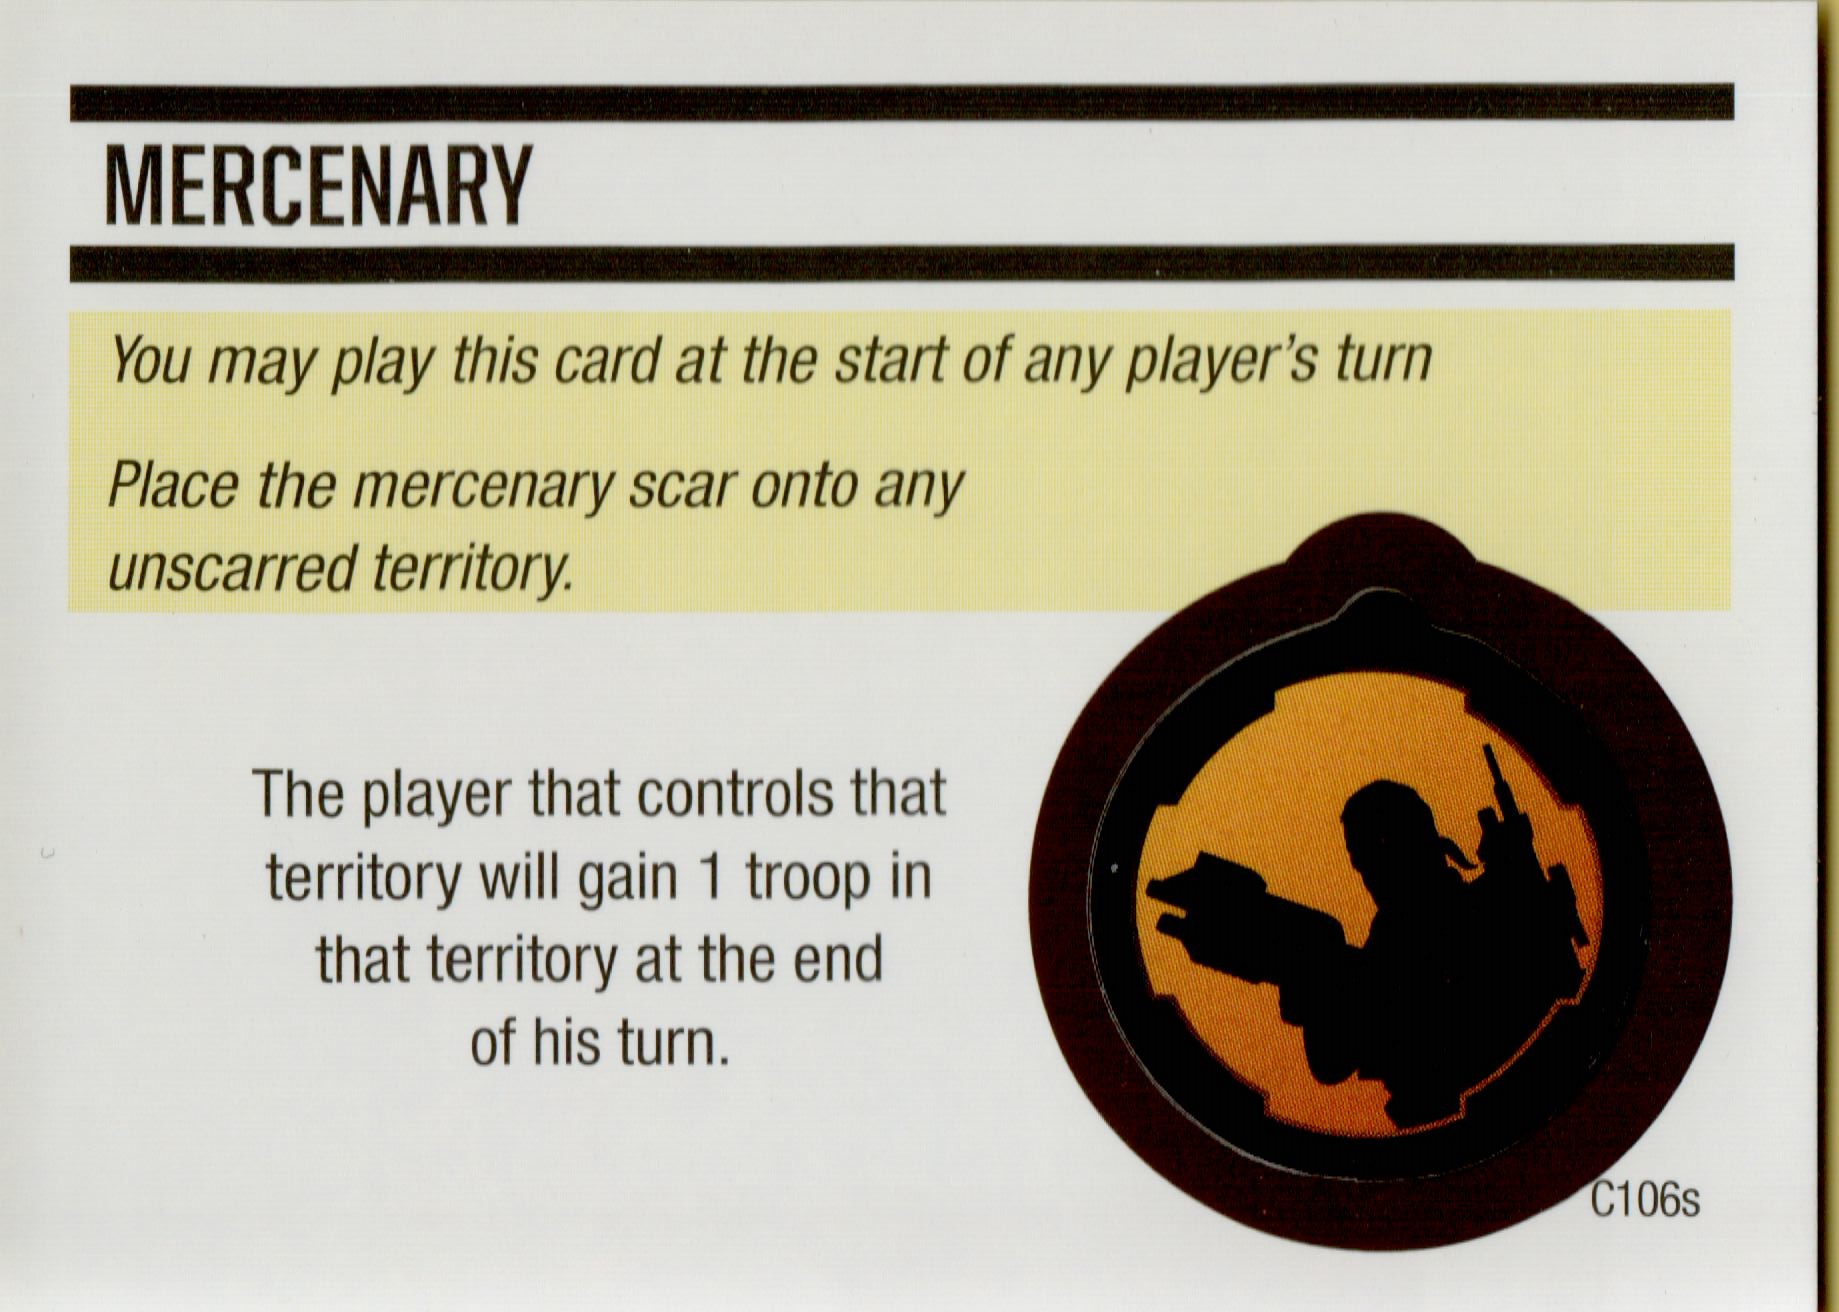 MERCENARY
You may play this card at the start of any player's turn
Place the mercenary scar onto any
unscarred territory.
The player that controls that
territory will gain 1 troop in
that territory at the end
of his turn.
C106s